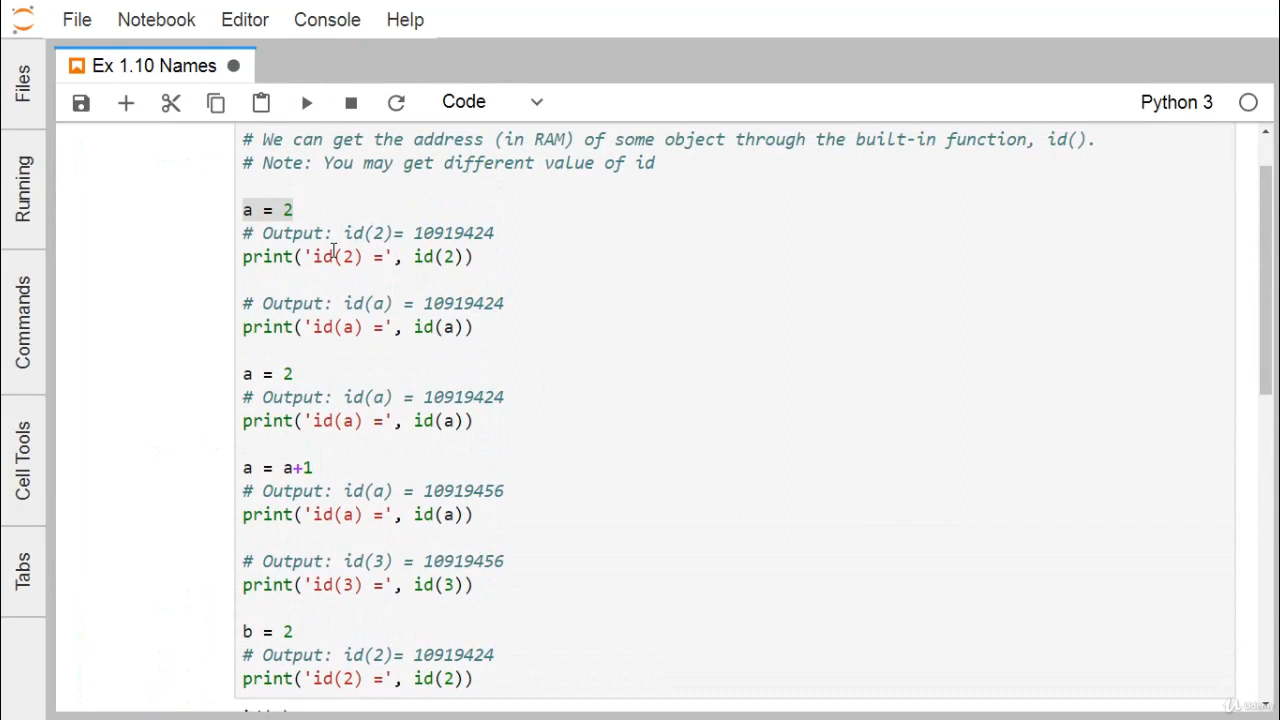 File Notebook Editor Console Help
Ex 1.10 Names
Code Python 3
Files
Running
Commands
Cell Tools
Tabs
# We can get the address (in RAM) of some object through the built-in function, id().
# Note: You may get different value of id
a = 2
# Output: id(2)= 10919424
print('id(2) =', id(2))
# Output: id(a) = 10919424
print('id(a) =', id(a))
a = 2
# Output: id(a) = 10919424
print('id(a) =', id(a))
a = a+1
# Output: id(a) = 10919456
print('id(a) =', id(a))
# Output: id(3) = 10919456
print('id(3) =', id(3))
b = 2
# Output: id(2)= 10919424
print('id(2) =', id(2))
Udemy